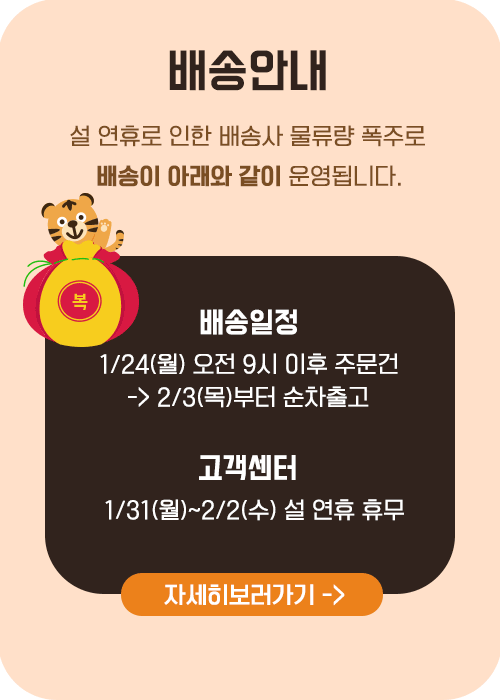 배송안내
설 연휴로 인한 배송사 물류량 폭주로
배송이 아래와 같이 운영됩니다.
복
배송일정
1/24(월) 오전 9시 이후 주문건
-> 2/3(목)부터 순차출고
고객센터
1/31(월)~2/2(수) 설 연휴 휴무
자세히보러가기 ->